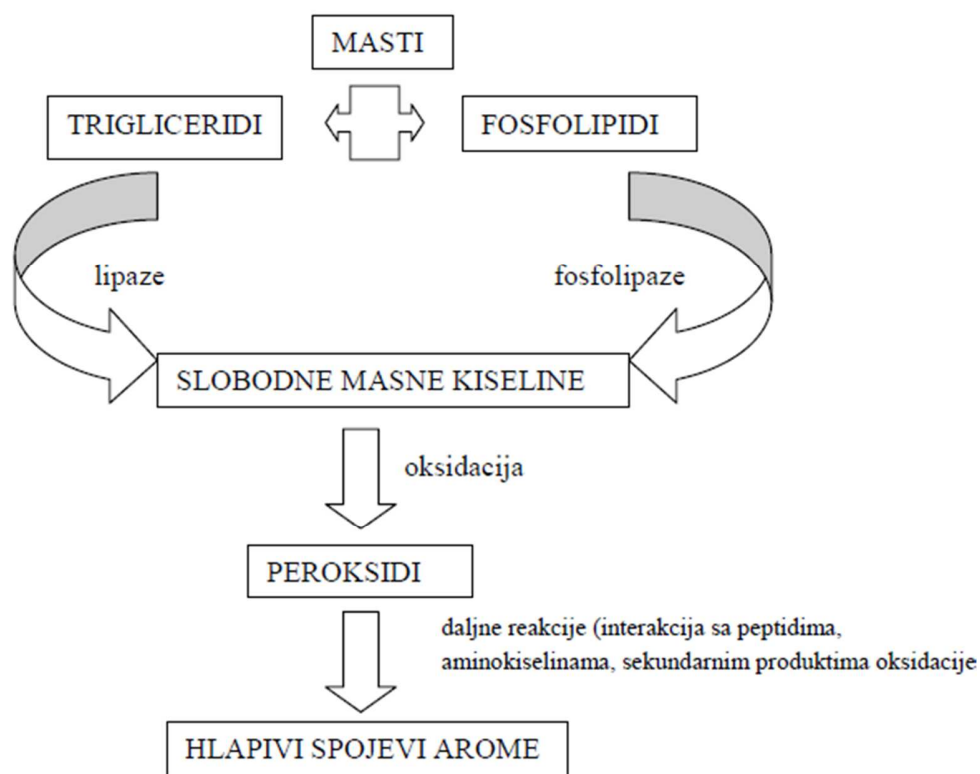 MASTI
TRIGLICERIDI
FOSFOLIPIDI
lipaze
fosfolipaze
SLOBODNE MASNE KISELINE
oksidacija
PEROKSIDI
daljne reakcije (interakcija sa peptidima,
aminokiselinama, sekundarnim produktima oksidacije
HLAPIVI SPOJEVI AROME